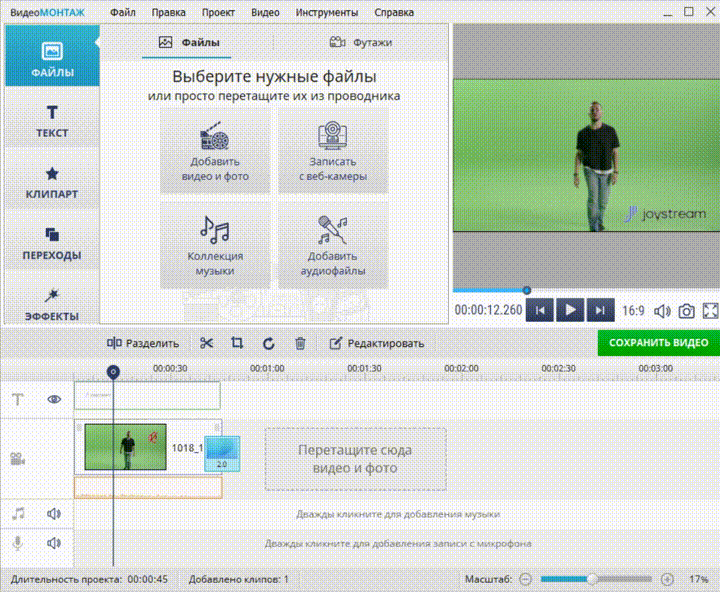 ВидеоМОНТАЖ Файл Правка Проект Видео Инструменты Справка
ФАЙЛЫ
ТЕКСТ
КЛИПАРТ
ПЕРЕХОДЫ
ЭФФЕКТЫ
Файлы Футажи
Выберите нужные файлы
или просто перетащите их из проводника
Добавить
видео и фото
Записать
с веб-камеры
Коллекция
музыки
Добавить
аудиофайлы
joystream
00:00:12.260 16:9
Разделить Редактировать СОХРАНИТЬ ВИДЕО
00:00:30 00:01:00 00:01:30 00:02:00 00:02:30 00:03:00
1018_1
2.0
Перетащите сюда
видео и фото
Дважды кликните для добавления музыки
Дважды кликните для добавления записи с микрофона
Длительность проекта: 00:00:45 Добавлено клипов: 1 Масштаб: 17%